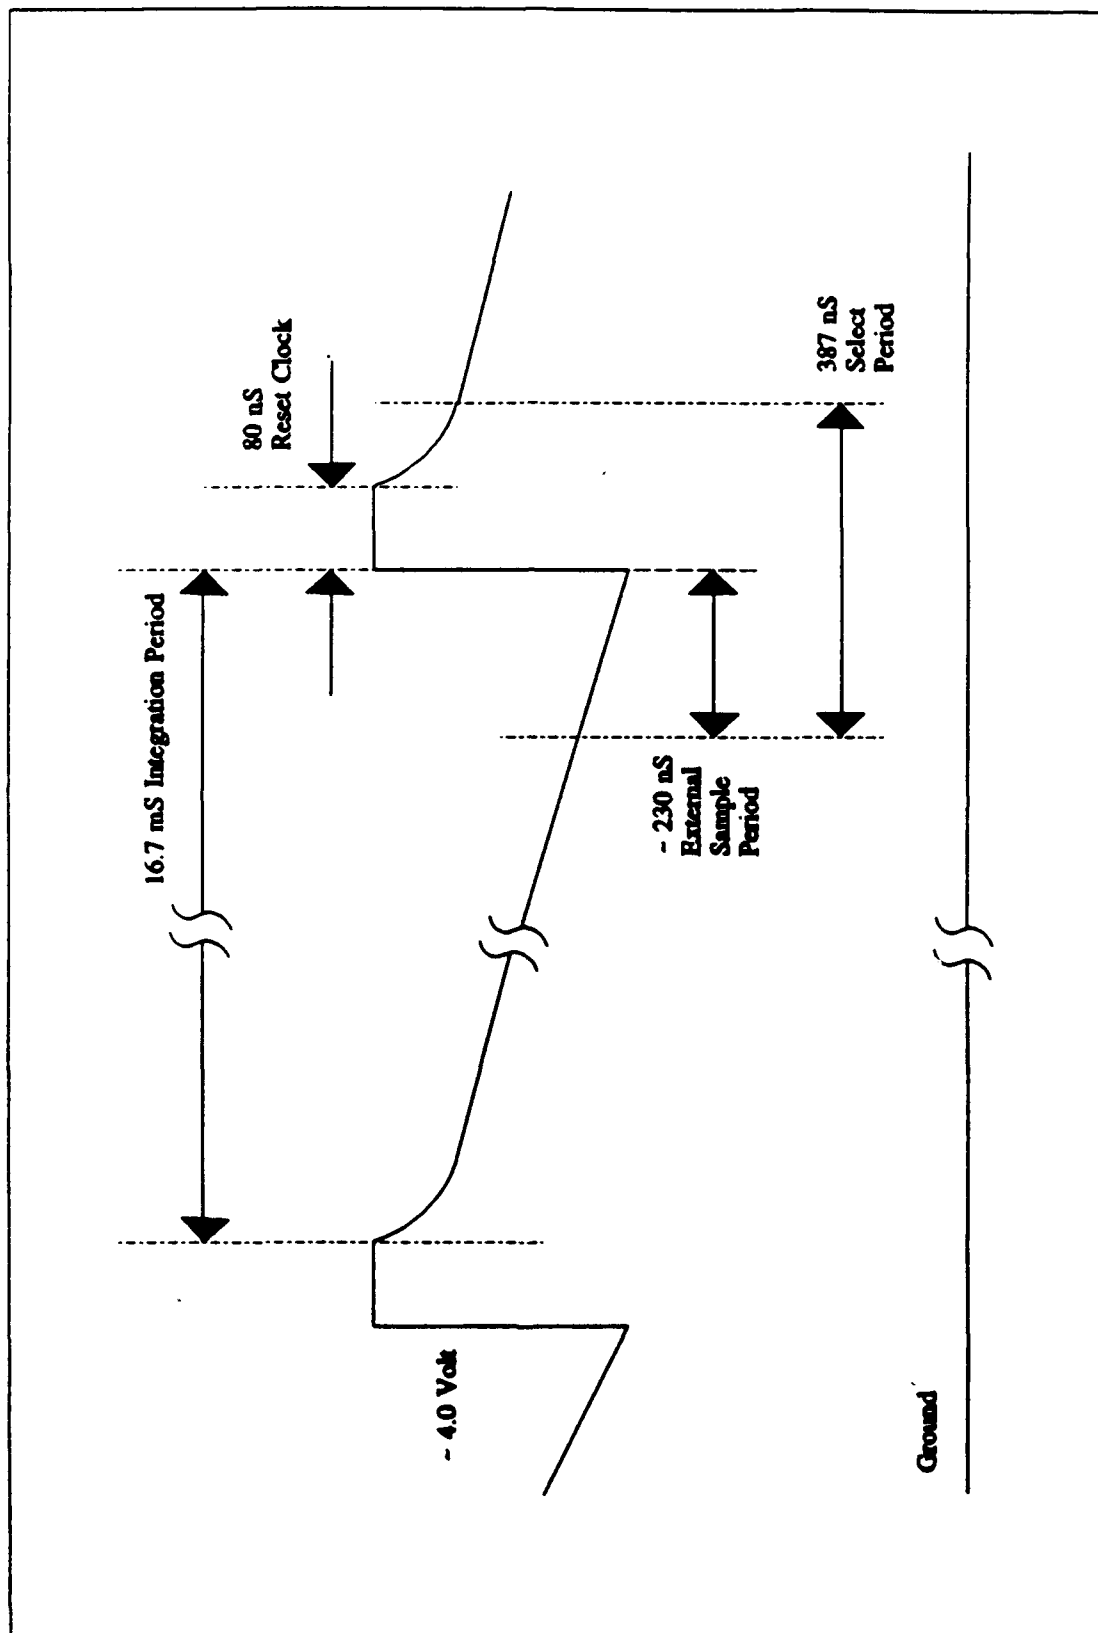 16.7 mS Integration Period
80 nS
Reset Clock
~ 4.0 Volt
~ 230 nS
External
Sample
Period
387 nS
Select
Period
Ground